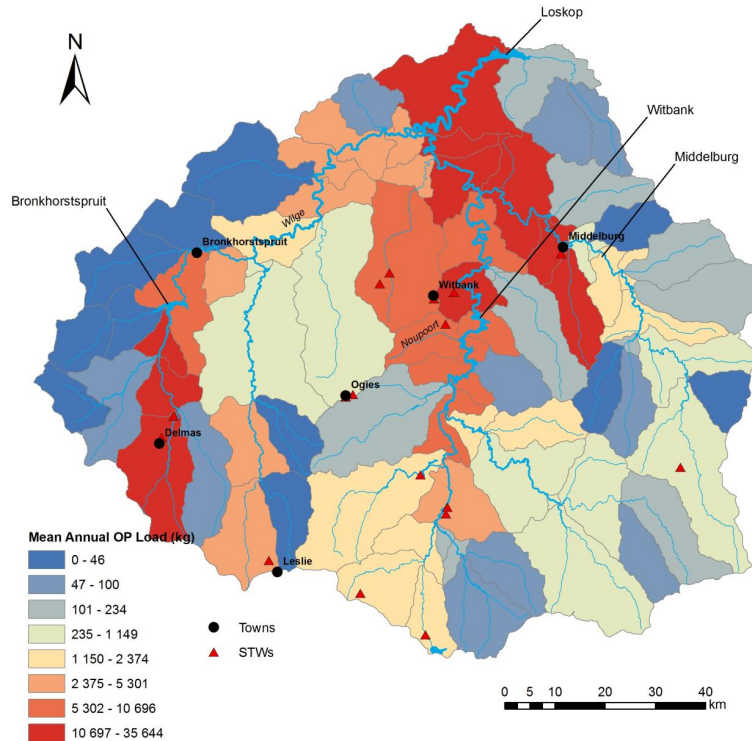 Loskop
N
Witbank
Middelburg
Bronkhorstspruit
Wilge
Bronkhorstspruit
Middelburg
Witbank
Noupoort
Ogies
Delmas
Mean Annual OP Load (kg)
0 - 46
47 - 100
101 - 234
235 - 1 149
1 150 - 2 374
2 375 - 5 301
5 302 - 10 696
10 697 - 35 644
Leslie
Towns
STWs
0 5 10 20 30 40
km